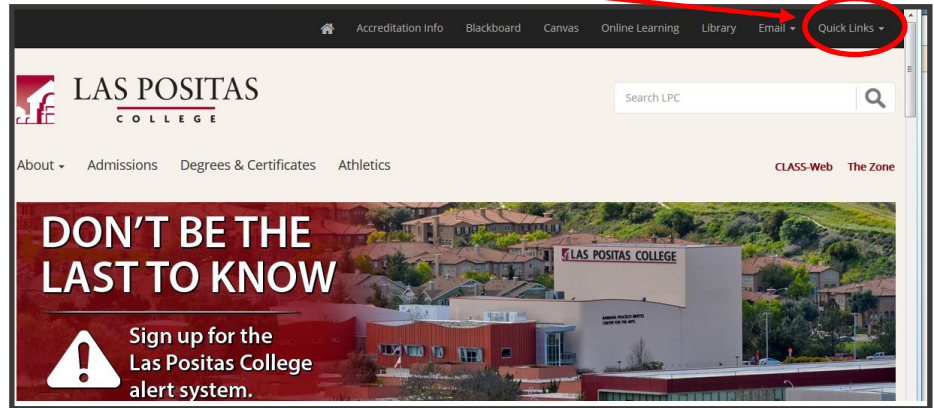 Accreditation Info Blackboard Canvas Online Learning Library Email Quick Links
LAS POSITAS
COLLEGE
Search LPC
About Admissions Degrees & Certificates Athletics CLASS-Web The Zone
DON'T BE THE
LAST TO KNOW
LAS POSITAS COLLEGE
Sign up for the
Las Positas College
alert system.